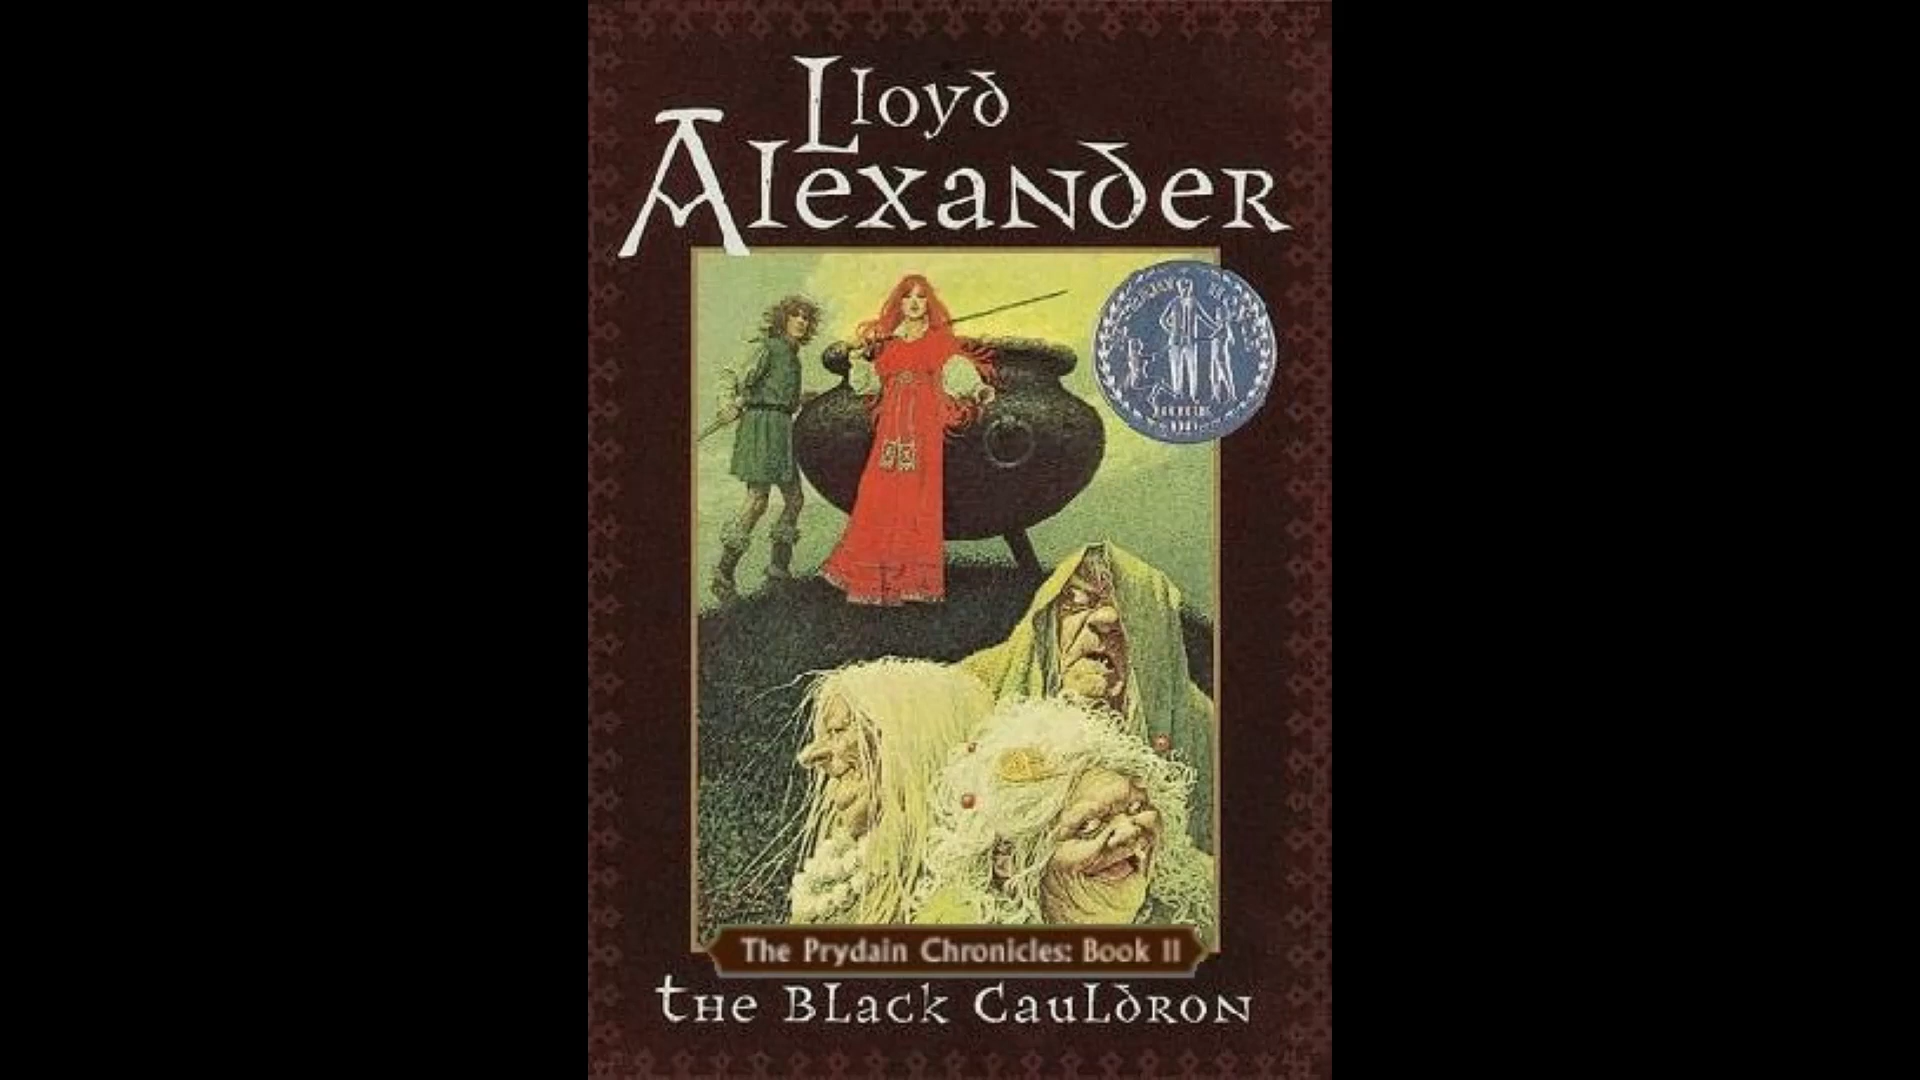 Lloyd
Alexander
The Prydain Chronicles: Book II
the Black Cauldron